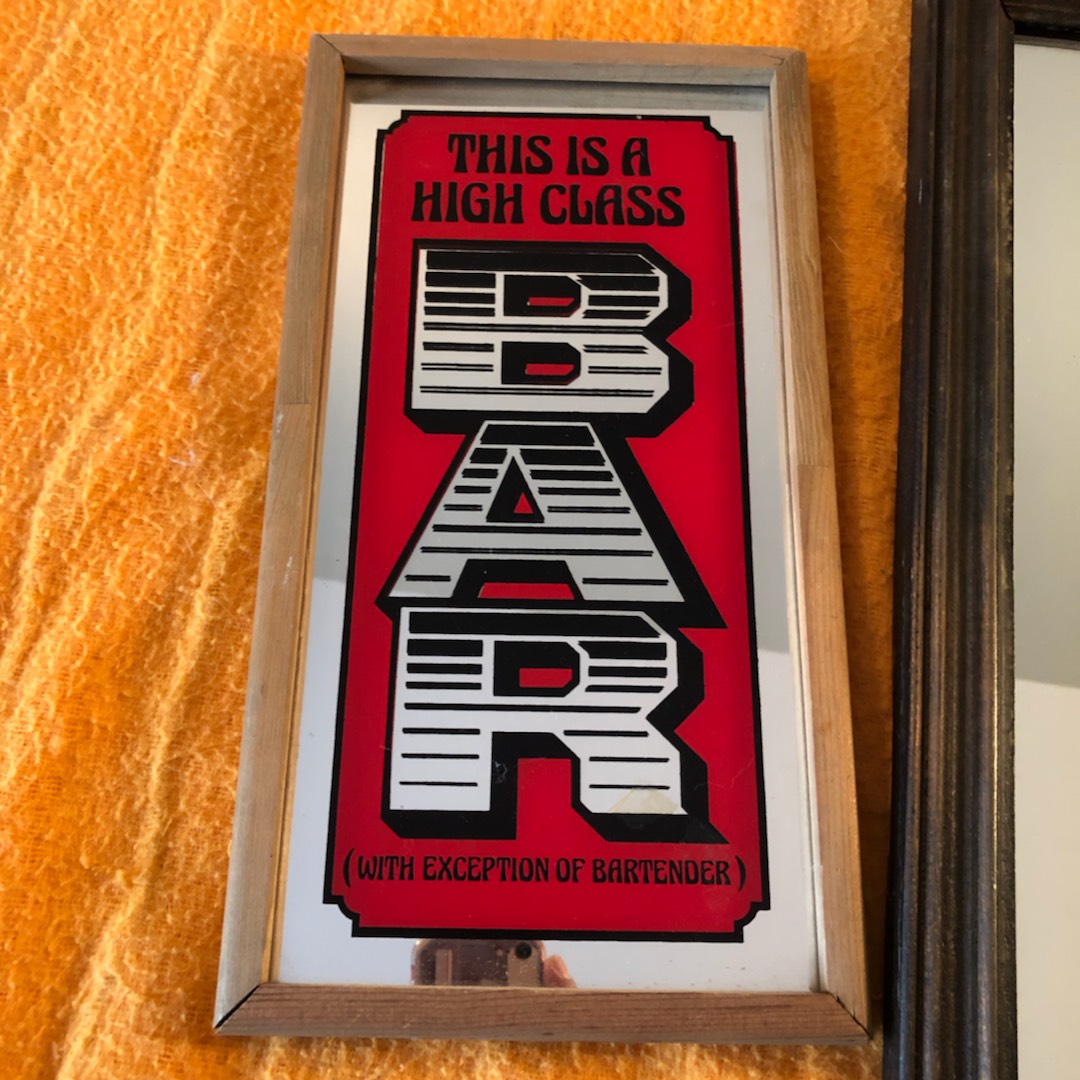 THIS IS A
HIGH CLASS
BAR
(WITH EXCEPTION OF BARTENDER)